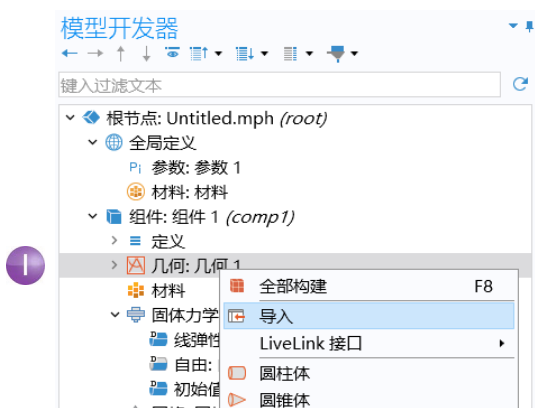 模型开发器
键入过滤文本
根节点: Untitled.mph (root)
全局定义
Pi 参数: 参数 1
材料: 材料
组件: 组件 1 (comp1)
定义
1 几何: 几何 1
材料
固体力学
线弹性
自由:
初始值
全部构建 F8
导入
LiveLink 接口
圆柱体
圆锥体